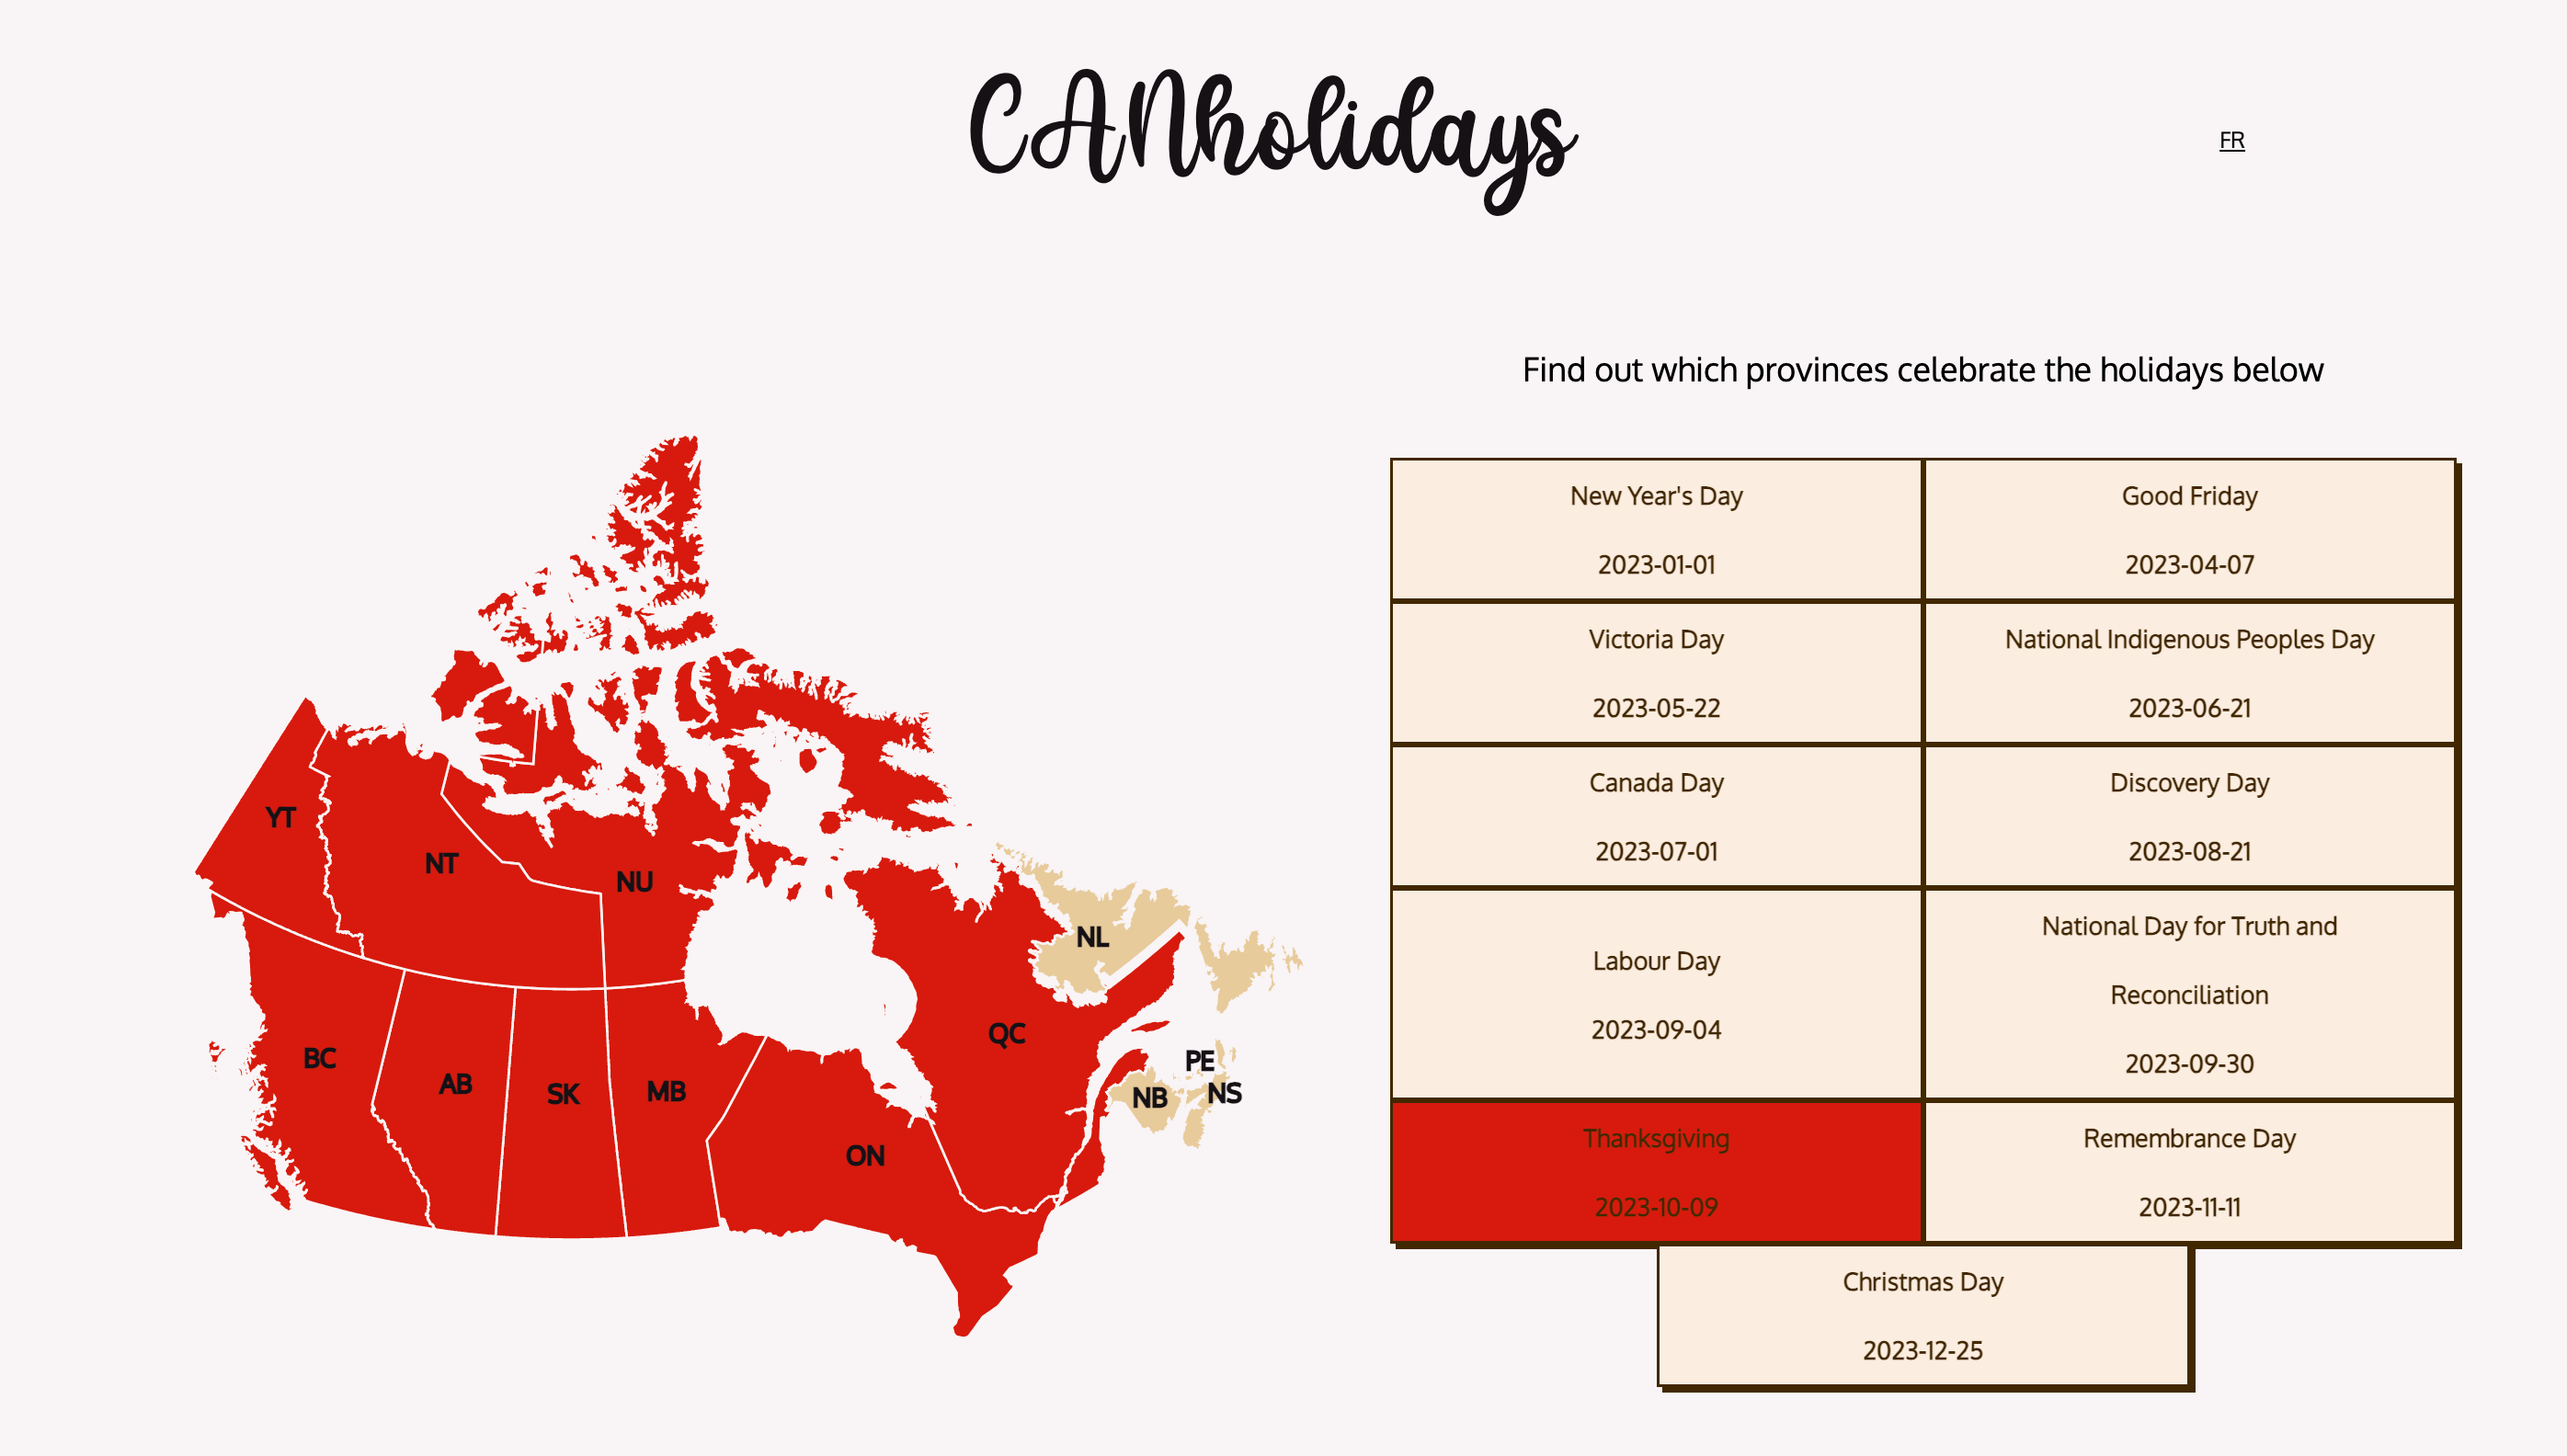 CANholidays
FR
Find out which provinces celebrate the holidays below
New Year's Day
2023-01-01
Good Friday
2023-04-07
Victoria Day
2023-05-22
National Indigenous Peoples Day
2023-06-21
Canada Day
2023-07-01
Discovery Day
2023-08-21
Labour Day
2023-09-04
National Day for Truth and
Reconciliation
2023-09-30
Thanksgiving
2023-10-09
Remembrance Day
2023-11-11
Christmas Day
2023-12-25
YT
NT
NU
NL
QC
BC
AB
SK
MB
ON
PE
NB
NS